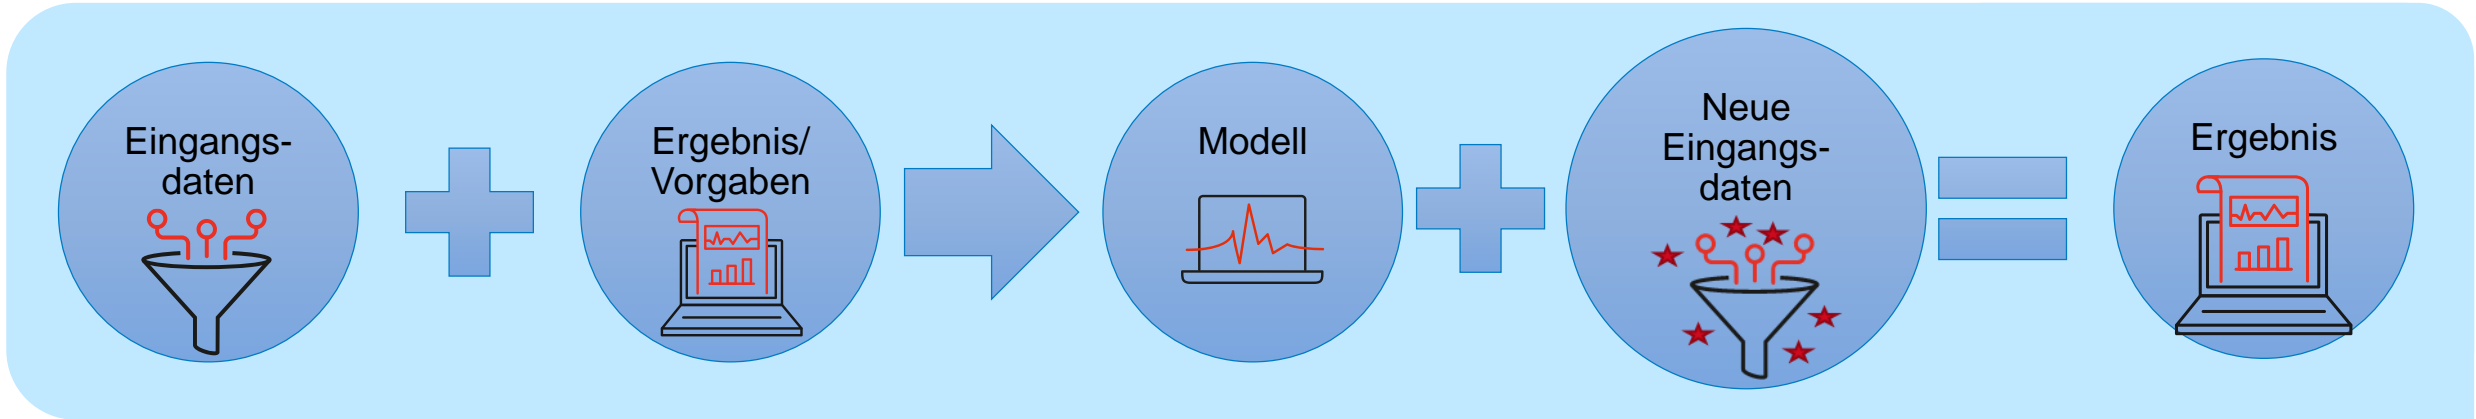 Eingangs-
daten
Ergebnis/
Vorgaben
Modell
Neue
Eingangs-
daten
Ergebnis